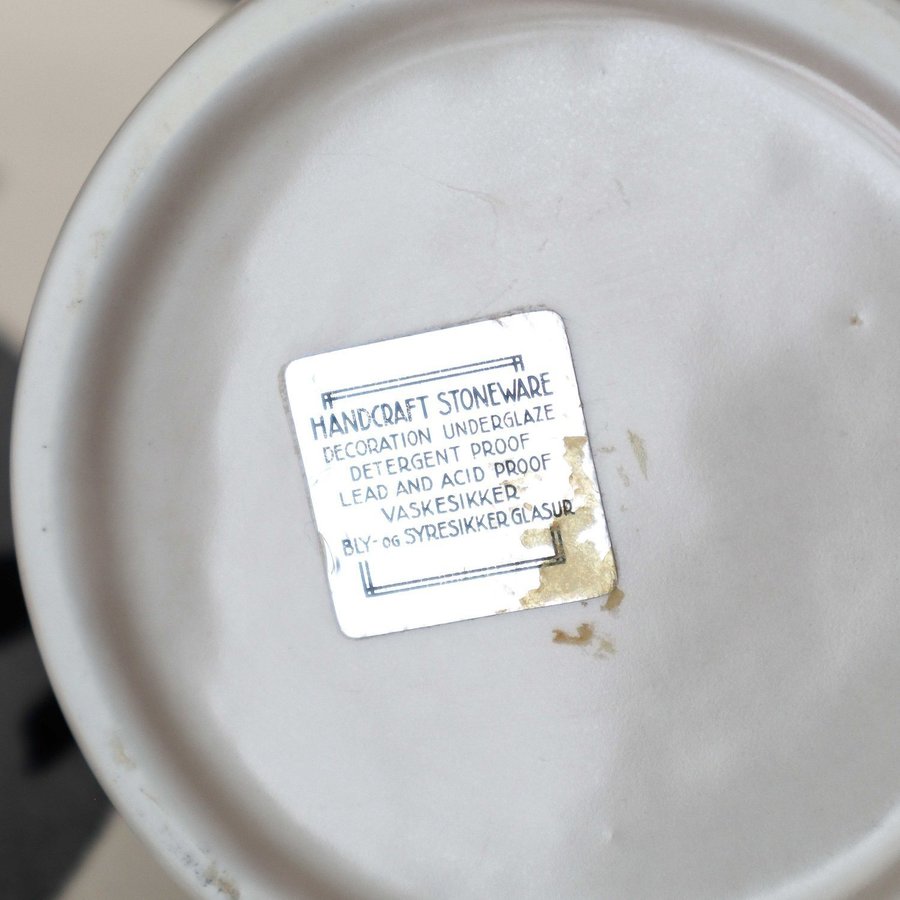 HANDCRAFT STONEWARE
DECORATION UNDERGLAZE
DETERGENT PROOF
LEAD AND ACID PROOF
VASKESIKKER
BLY- OG SYRESIKKER GLASUR